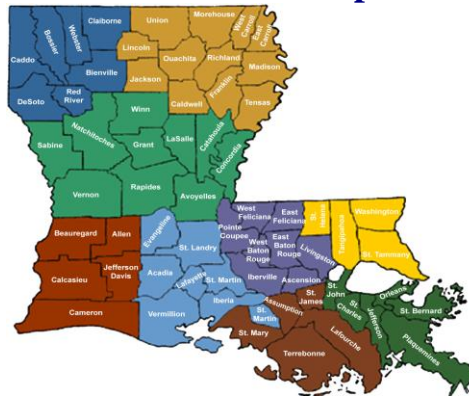 Claiborne
Webster
Bossier
Caddo
Bienville
DeSoto
Red
River
Union
Morehouse
West
Carroll
East
Carroll
Lincoln
Ouachita
Richland
Madison
Jackson
Franklin
Caldwell
Tensas
Winn
Natchitoches
Sabine
Grant
LaSalle
Catahoula
Concordia
Vernon
Rapides
Avoyelles
Beauregard
Allen
Calcasieu
Jefferson
Davis
Cameron
Evangeline
St. Landry
Acadia
Lafayette
St. Martin
Iberia
Vermillion
St.
Martin
West
Feliciana
East
Feliciana
Pointe
Coupee
West
Baton
Rouge
East
Baton
Rouge
Livingston
Iberville
Ascension
St.
Helena
Tangipahoa
Washington
St. Tammany
Assumption
St.
James
St. Mary
Terrebonne
Lafourche
St.
John
St.
Charles
Jefferson
Orleans
St. Bernard
Plaquemines